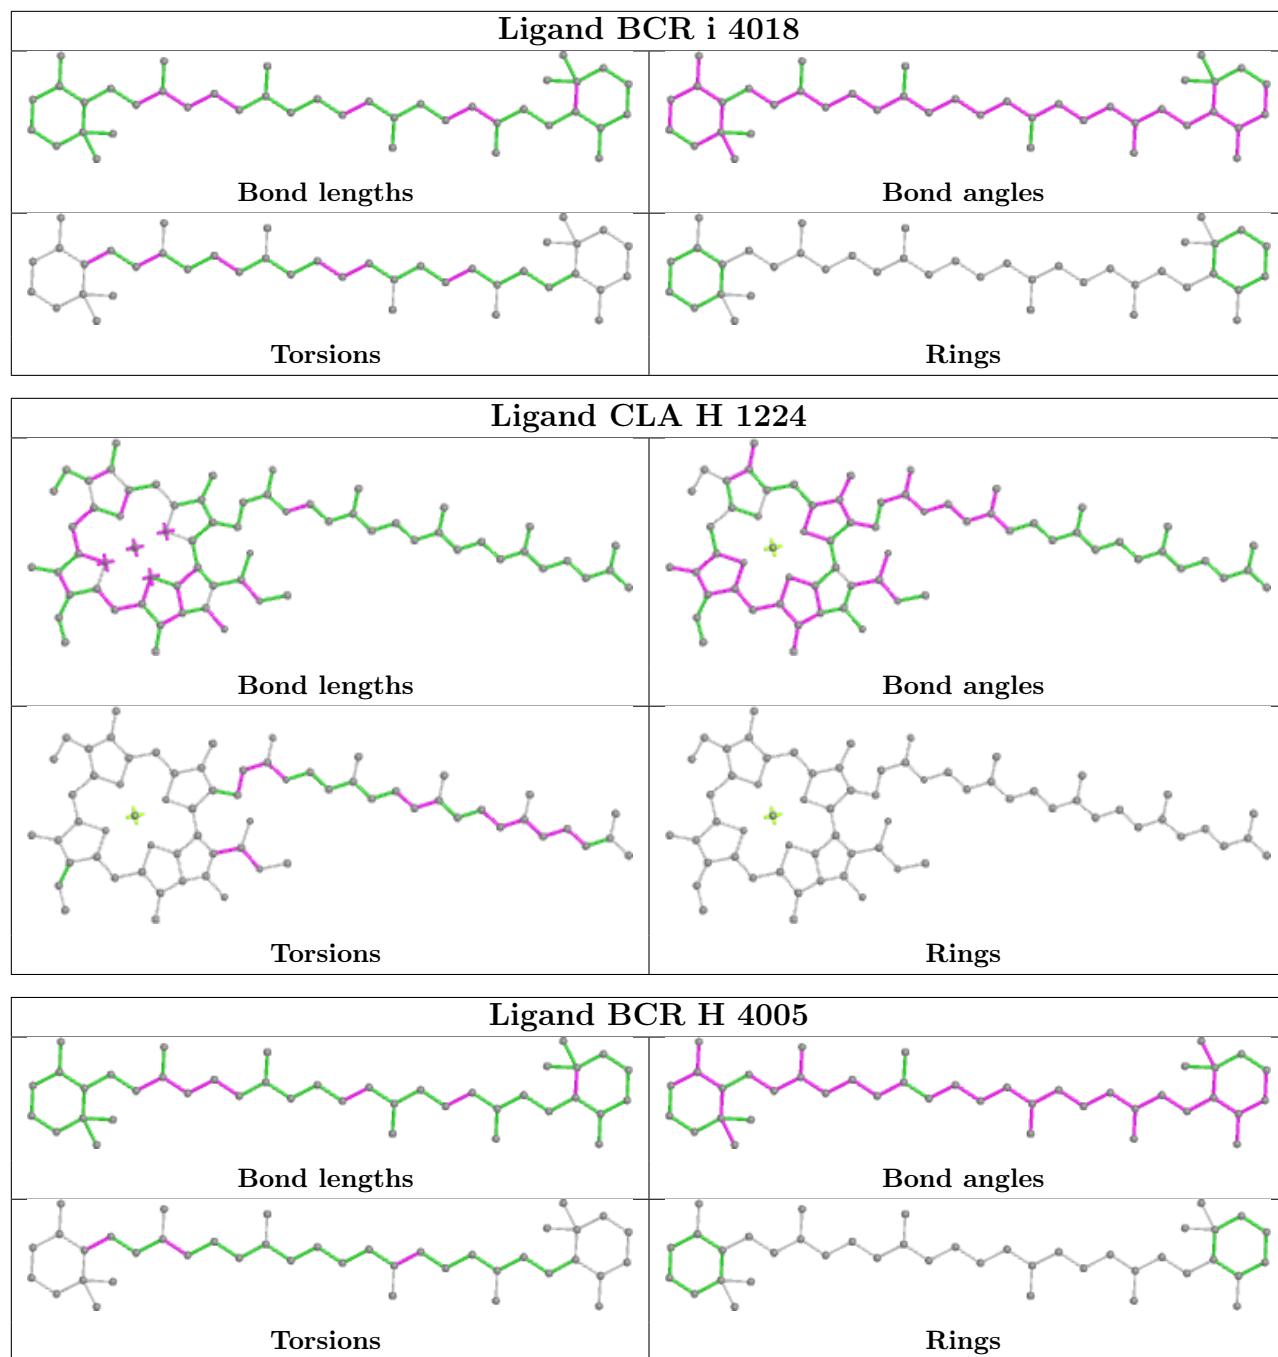 Ligand BCR i 4018
Bond lengths
Bond angles
Torsions
Rings
Ligand CLA H 1224
Bond lengths
Bond angles
Torsions
Rings
Ligand BCR H 4005
Bond lengths
Bond angles
Torsions
Rings